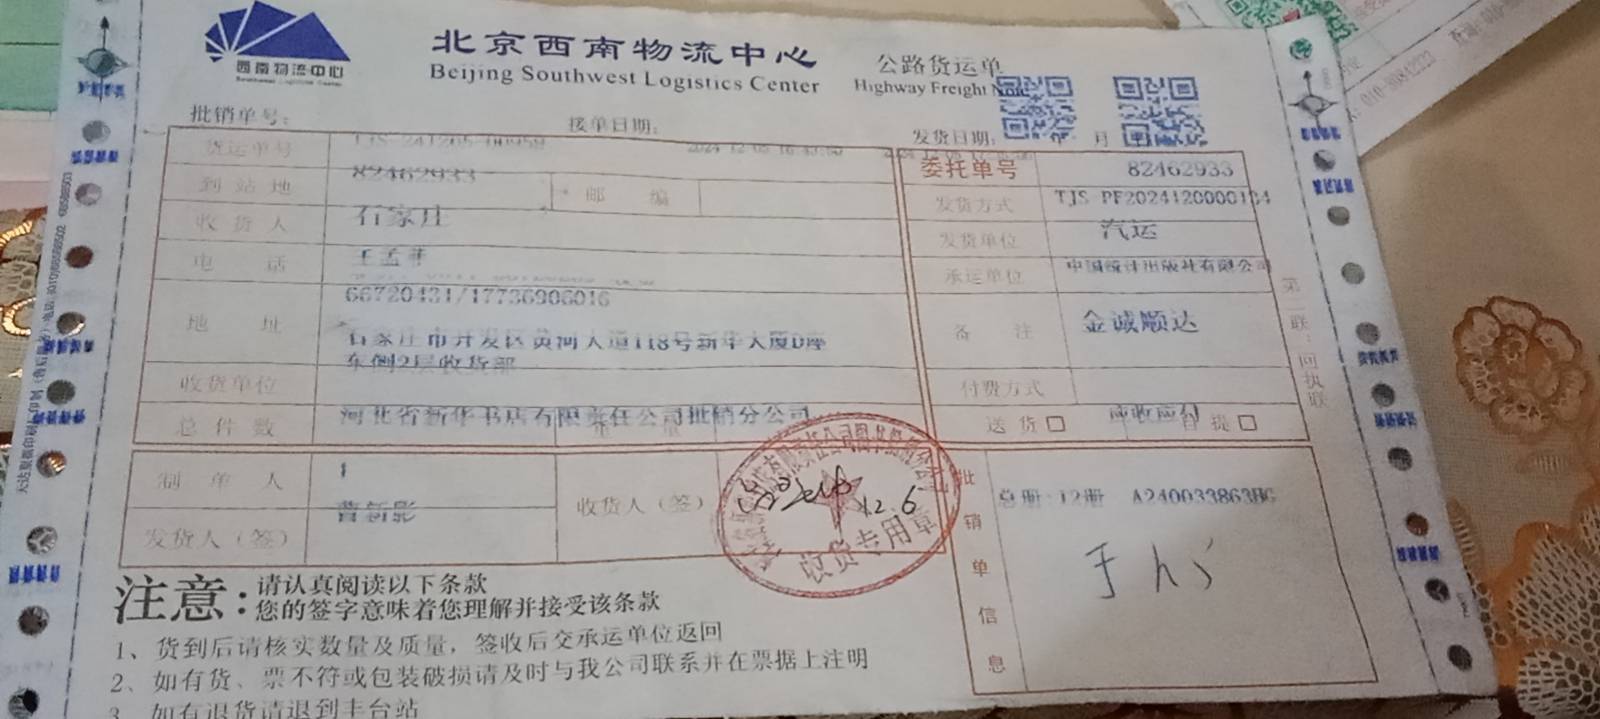 西南物流中心
Southwest Logistics Center
北京西南物流中心
Beijing Southwest Logistics Center
公路货运单
Highway Freight
批销单号:
接单日期:
发货日期: 年 月
货运单号
82462933
委托单号
82462933
到站地
石家庄
邮 编
发货方式
TJS PF2024120000134
收货人
发货单位
汽运
电 话
66720431/17736906016
承运单位
中国统计出版社有限公司
地 址
石家庄市开发区黄河大道118号新华大厦D座
东侧2层收货部
备 注
金诚顺达
收货单位
河北省新华书店有限责任公司批销分公司
付费方式
应收应付
总件数
1
重 量
送货□
自提□
制单人
曹新影
收货人(签)
12.6
收货专用章
发货人(签)
批销单信息
总册:12册 A240033863BG
第二联:回执联
注意:
请认真阅读以下条款
您的签字意味着您理解并接受该条款
1、货到后请核实数量及质量,签收后交承运单位返回
2、如有货、票不符或包装破损请及时与我公司联系并在票据上注明
3、如有退货请退到丰台站